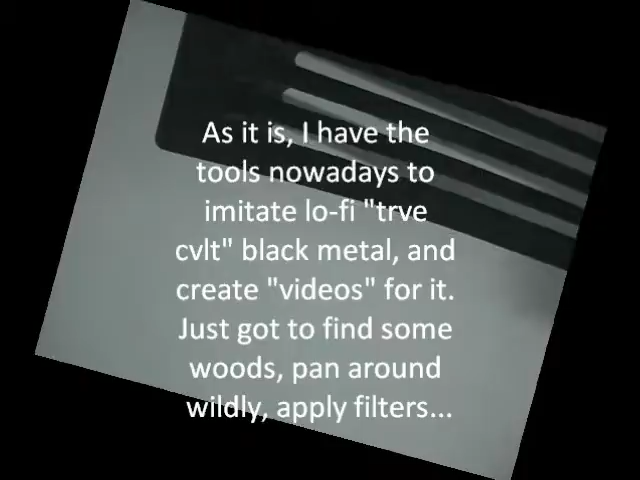 As it is, I have the
tools nowadays to
imitate lo-fi "trve
cvlt" black metal, and
create "videos" for it.
Just got to find some
woods, pan around
wildly, apply filters...